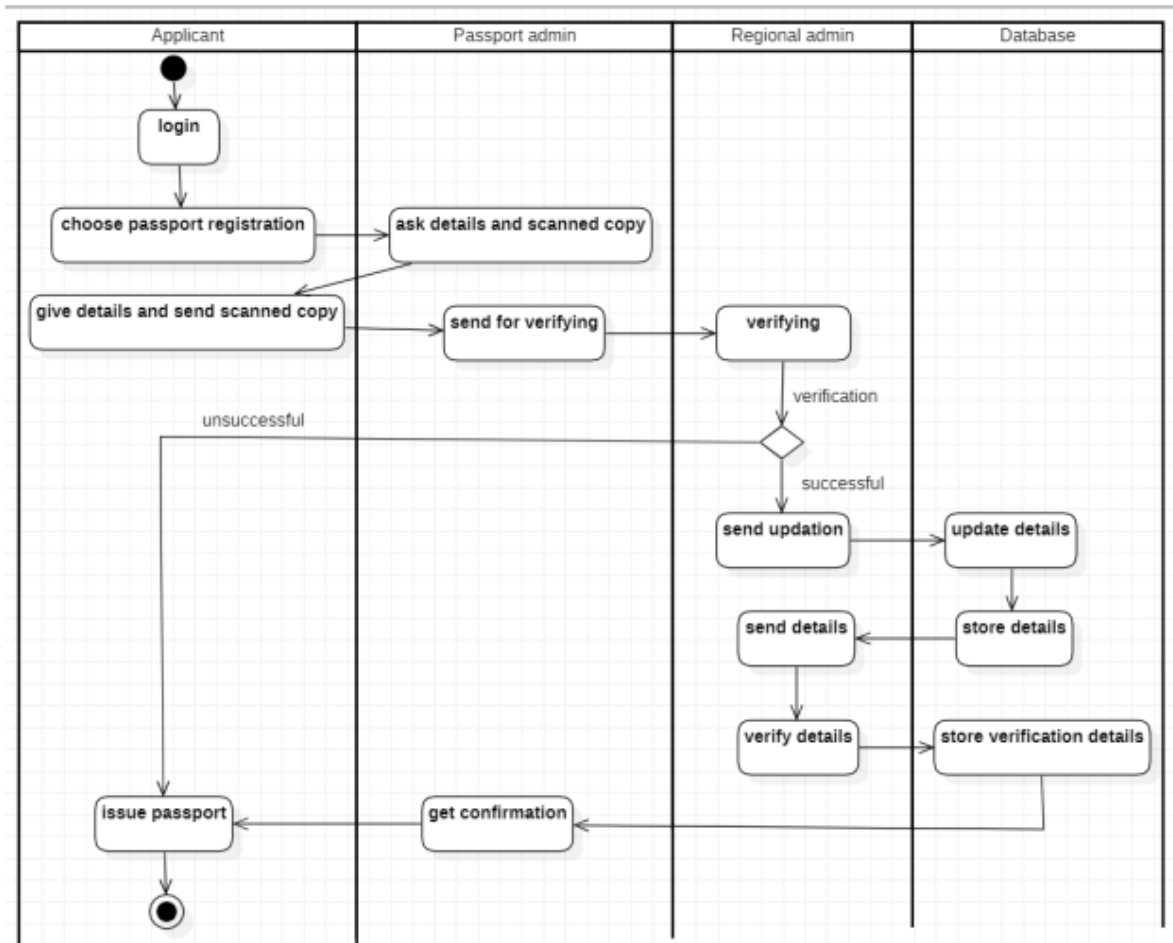 Applicant
Passport admin
Regional admin
Database
login
choose passport registration
ask details and scanned copy
give details and send scanned copy
send for verifying
verifying
verification
unsuccessful
successful
send updation
update details
send details
store details
verify details
store verification details
issue passport
get confirmation